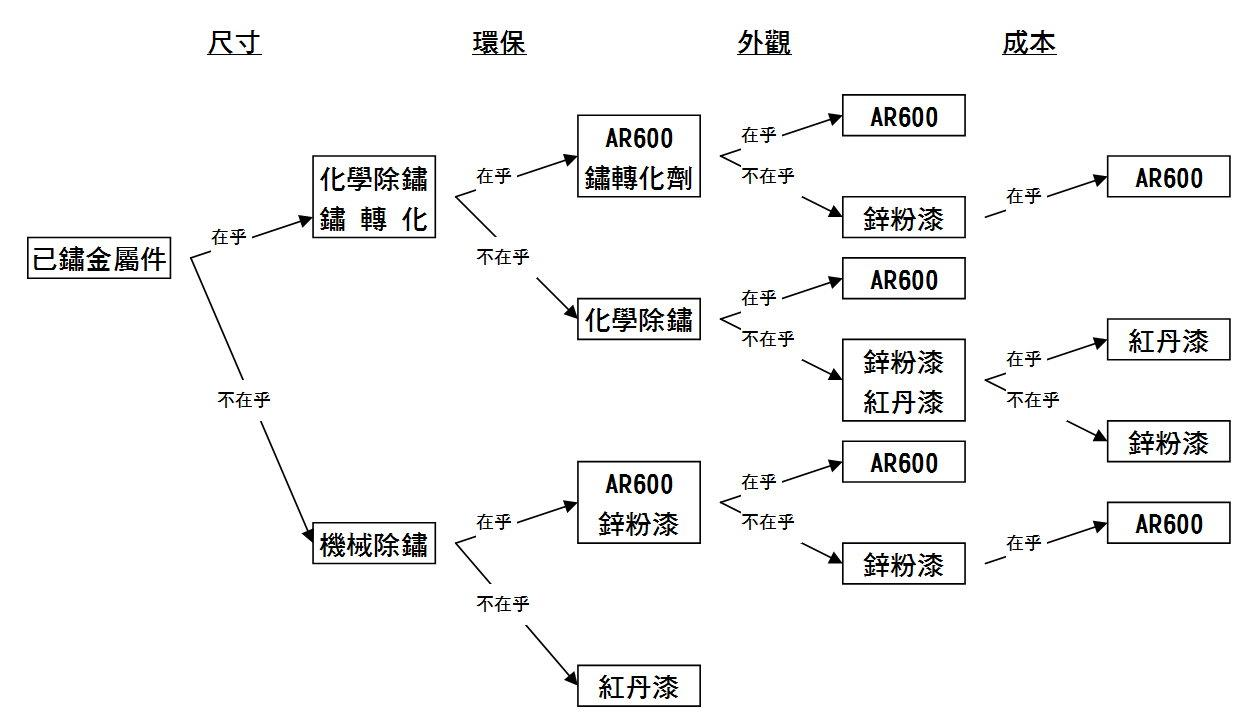 尺寸
環保
外觀
成本
已鏽金屬件
在乎
不在乎
化學除鏽
鏽轉化
機械除鏽
在乎
不在乎
在乎
不在乎
AR600
鏽轉化劑
化學除鏽
AR600
鋅粉漆
紅丹漆
在乎
不在乎
在乎
不在乎
在乎
不在乎
AR600
鋅粉漆
AR600
鋅粉漆
紅丹漆
AR600
鋅粉漆
在乎
在乎
不在乎
在乎
AR600
紅丹漆
鋅粉漆
AR600